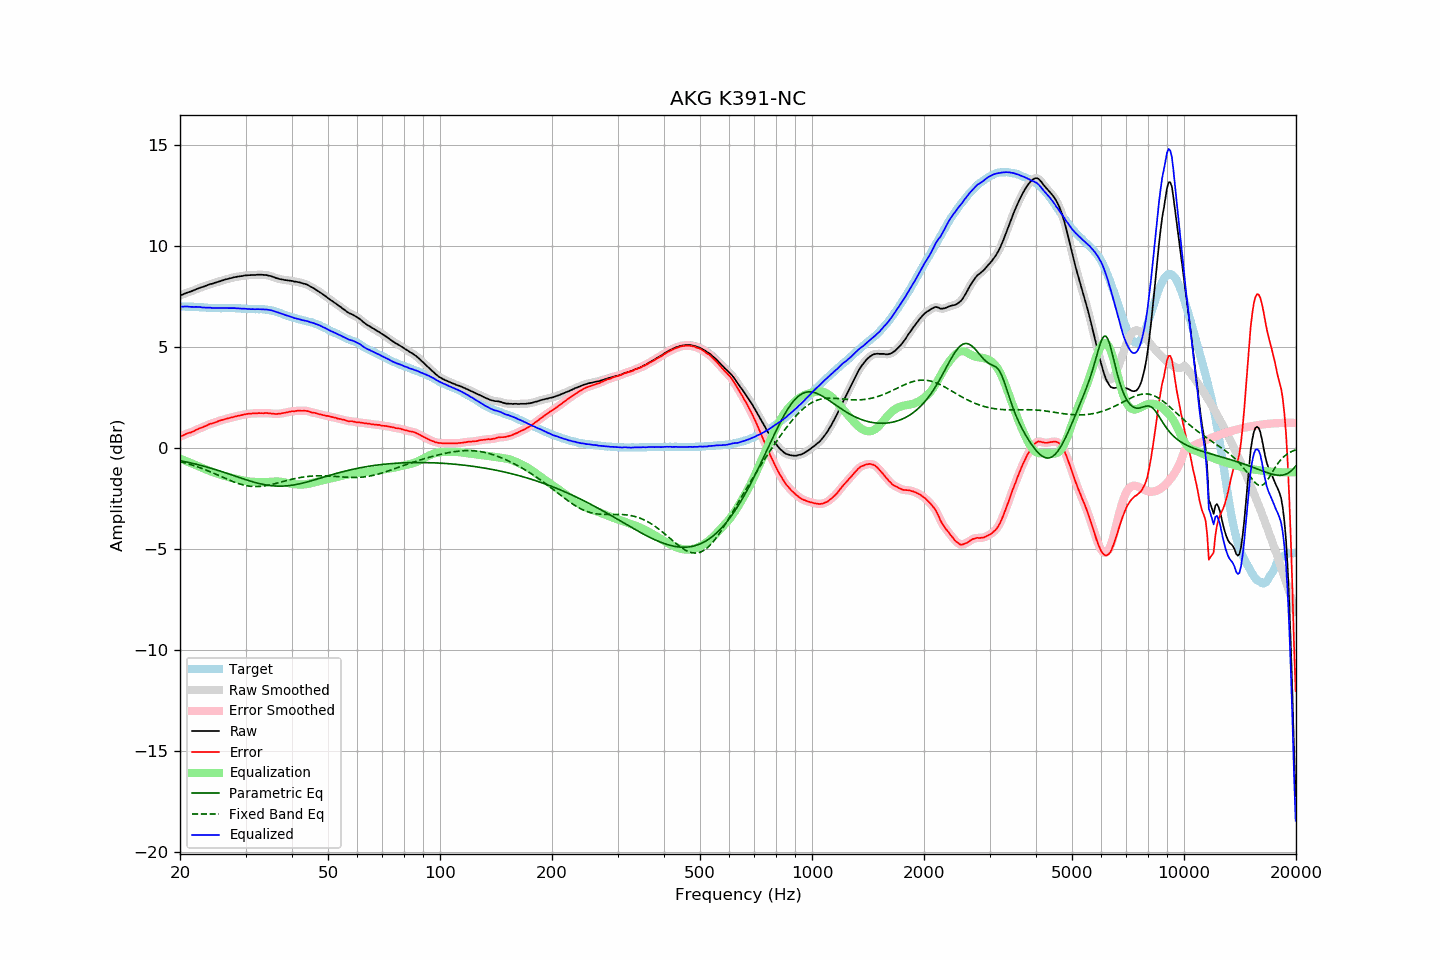 AKG K391-NC
Amplitude (dBr)
15
10
5
0
−5
−10
−15
−20
Target
Raw Smoothed
Error Smoothed
Raw
Error
Equalization
Parametric Eq
Fixed Band Eq
Equalized
20 50 100 200 500 1000 2000 5000 10000 20000
Frequency (Hz)